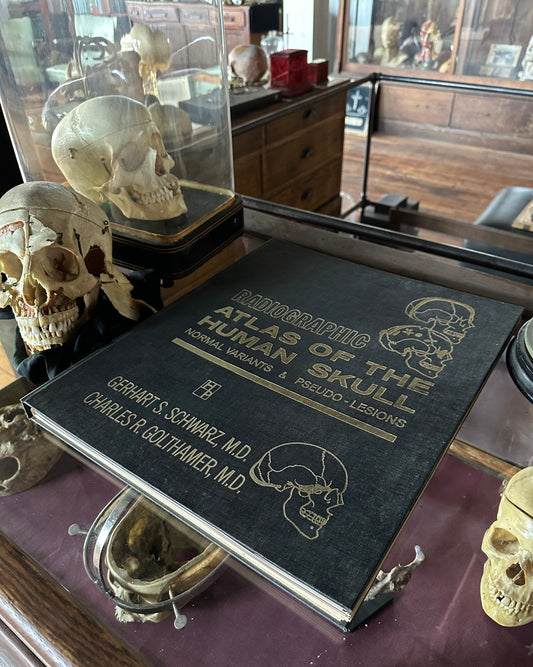 RADIOGRAPHIC
ATLAS OF THE
HUMAN SKULL
NORMAL VARIANTS & PSEUDO-LESIONS
GERHART S. SCHWARZ, M.D.
CHARLES R. GOLTHAMER, M.D.